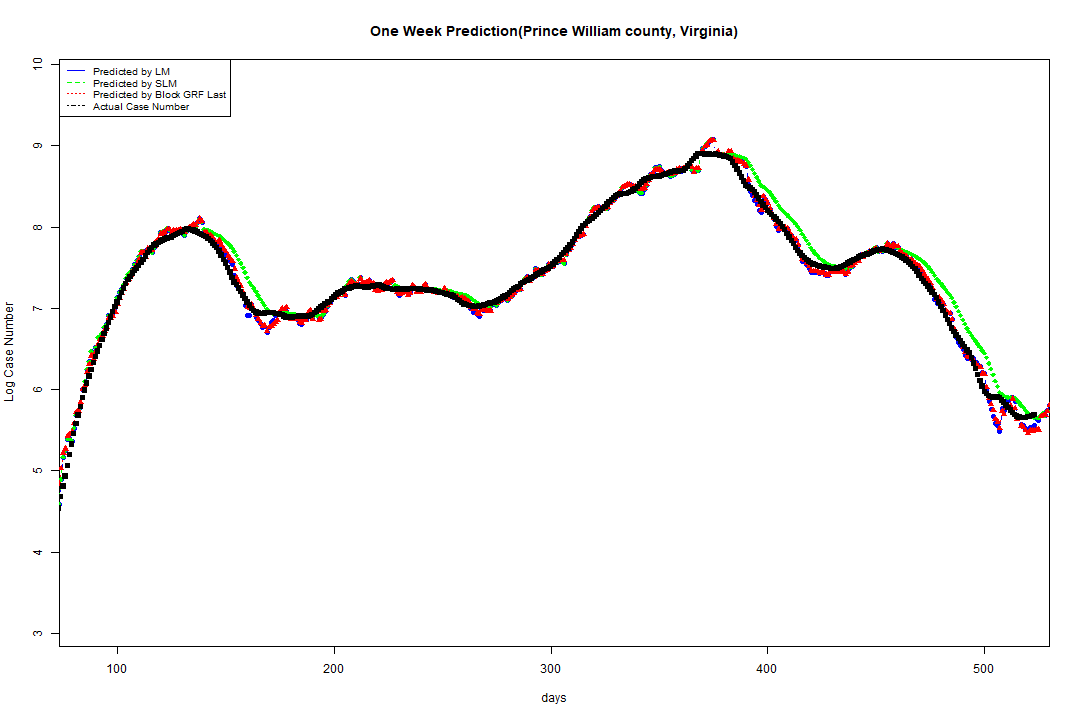 One Week Prediction(Prince William county, Virginia)
Predicted by LM
Predicted by SLM
Predicted by Block GRF Last
Actual Case Number
10
9
8
7
6
5
4
3
Log Case Number
100 200 300 400 500
days